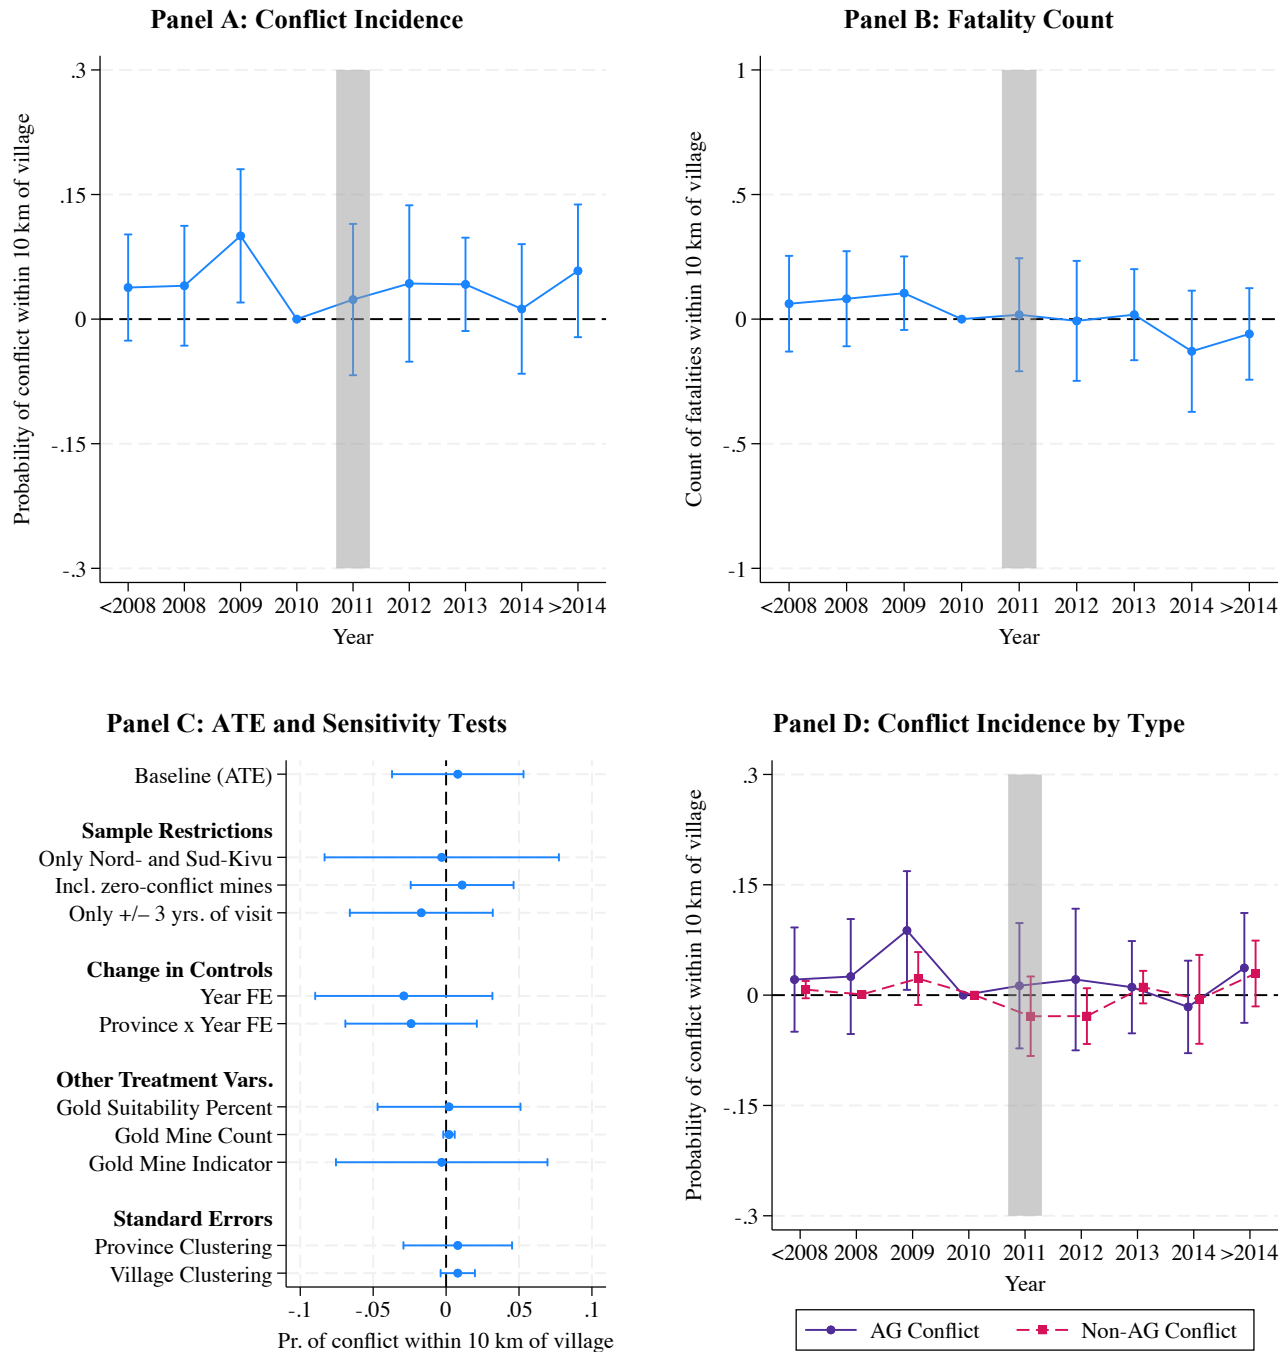 Panel A: Conflict Incidence
Probability of conflict within 10 km of village
.3
.15
0
-.15
-.3
<2008 2008 2009 2010 2011 2012 2013 2014 >2014
Year
Panel B: Fatality Count
Count of fatalities within 10 km of village
1
.5
0
-.5
-1
<2008 2008 2009 2010 2011 2012 2013 2014 >2014
Year
Panel C: ATE and Sensitivity Tests
Baseline (ATE)
Sample Restrictions
Only Nord- and Sud-Kivu
Incl. zero-conflict mines
Only +/– 3 yrs. of visit
Change in Controls
Year FE
Province x Year FE
Other Treatment Vars.
Gold Suitability Percent
Gold Mine Count
Gold Mine Indicator
Standard Errors
Province Clustering
Village Clustering
-.1 -.05 0 .05 .1
Pr. of conflict within 10 km of village
Panel D: Conflict Incidence by Type
Probability of conflict within 10 km of village
.3
.15
0
-.15
-.3
<2008 2008 2009 2010 2011 2012 2013 2014 >2014
Year
AG Conflict Non-AG Conflict